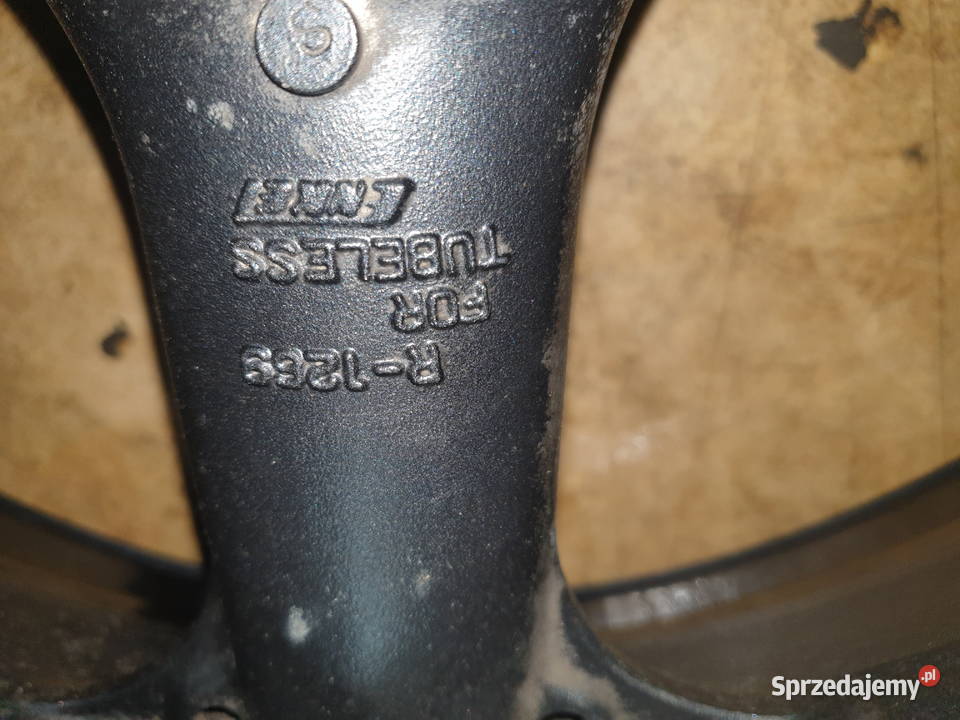 FOR
TUBELESS
ENKEI
Sprzedajemy.pl